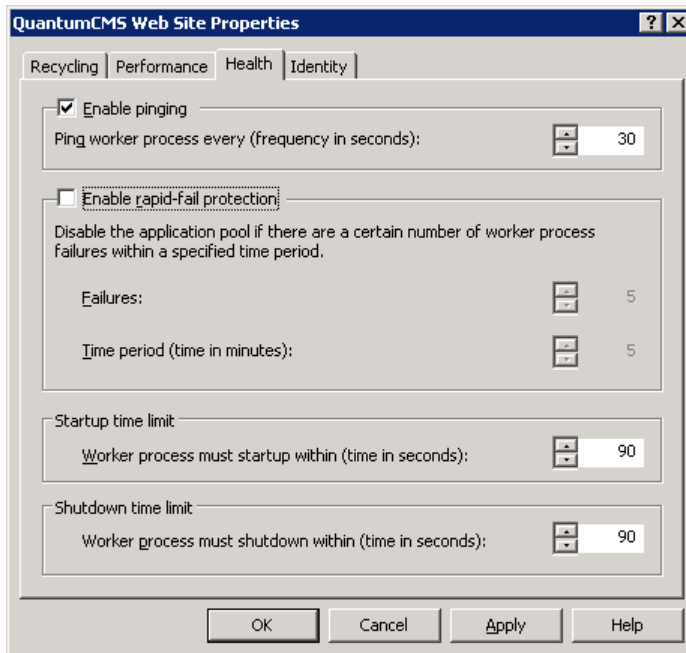 QuantumCMS Web Site Properties
Recycling Performance Health Identity
Enable pinging
Ping worker process every (frequency in seconds): 30
Enable rapid-fail protection
Disable the application pool if there are a certain number of worker process
failures within a specified time period.
Failures: 5
Time period (time in minutes): 5
Startup time limit
Worker process must startup within (time in seconds): 90
Shutdown time limit
Worker process must shutdown within (time in seconds): 90
OK Cancel Apply Help